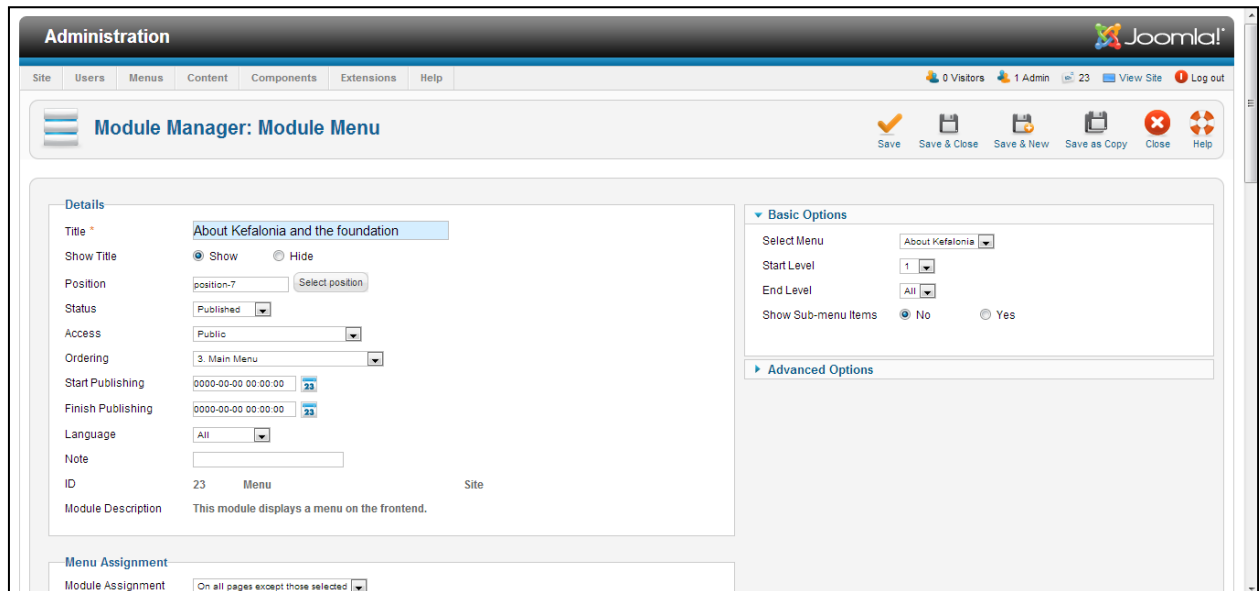 Administration
Joomla!
Site Users Menus Content Components Extensions Help
0 Visitors 1 Admin 23 View Site Log out
Module Manager: Module Menu
Save Save & Close Save & New Save as Copy Close Help
Details
Title * About Kefalonia and the foundation
Show Title Show Hide
Position position-7 Select position
Status Published
Access Public
Ordering 3. Main Menu
Start Publishing 0000-00-00 00:00:00 23
Finish Publishing 0000-00-00 00:00:00 23
Language All
Note
ID 23 Menu Site
Module Description This module displays a menu on the frontend.
Basic Options
Select Menu About Kefalonia
Start Level 1
End Level All
Show Sub-menu Items No Yes
Advanced Options
Menu Assignment
Module Assignment On all pages except those selected